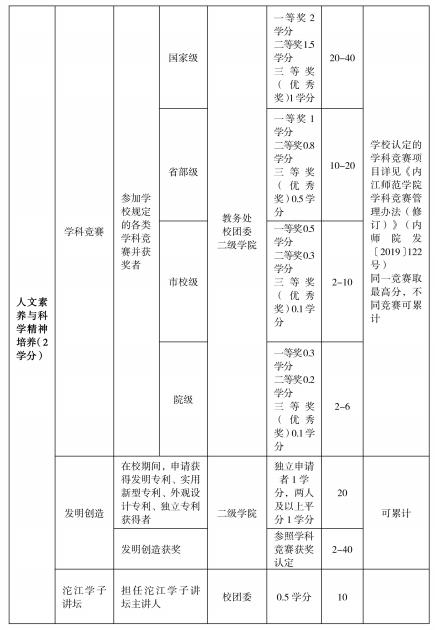 人文素
养与科
学精神
培养（2
学分）
学科竞赛
参加学
校规定
的各类
学科竞
赛并获
奖者
国家级
教务处
校团委
二级学院
一等奖 2
学分
二等奖1.5
学分
三等奖
（优秀
奖)1学分
20-40
学校认定的
学科竞赛项
目详见《内
江师范学院
学科竞赛管
理办法（修
订）》（内
师院发
［2019］122
号）
同一竞赛取
最高分，不
同竞赛可累
计
省部级
一等奖 1
学分
二等奖0.8
学分
三等奖
（优秀
奖)0.5 学
分
10-20
市校级
一等奖0.5
学分
二等奖0.3
学分
三等奖
（优秀
奖)0.1 学
分
2-10
院级
一等奖0.3
学分
二等奖0.2
学分
三等奖
（优秀
奖)0.1 学
分
2-6
发明创造
在校期间，申请获
得发明专利、实用
新型专利、外观设
计专利、独立专利
获得者
二级学院
独立申请
者 1 学
分，两人
及以上平
分 1 学分
20
可累计
发明创造获奖
参照学科
竞赛获奖
认定
2-40
沱江学子
讲坛
担任沱江学子讲
坛主讲人
校团委
0.5 学分
10